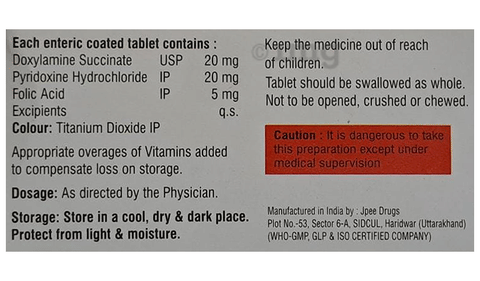 Each enteric coated tablet contains :
Doxylamine Succinate USP 20 mg
Pyridoxine Hydrochloride IP 20 mg
Folic Acid IP 5 mg
Excipients q.s.
Colour: Titanium Dioxide IP
Appropriate overages of Vitamins added
to compensate loss on storage.
Dosage: As directed by the Physician.
Storage: Store in a cool, dry & dark place.
Protect from light & moisture.
Keep the medicine out of reach
of children.
Tablet should be swallowed as whole.
Not to be opened, crushed or chewed.
Caution : It is dangerous to take
this preparation except under
medical supervision
Manufactured in India by : Jpee Drugs
Plot No.-53, Sector 6-A, SIDCUL, Haridwar (Uttarakhand)
(WHO-GMP, GLP & ISO CERTIFIED COMPANY)